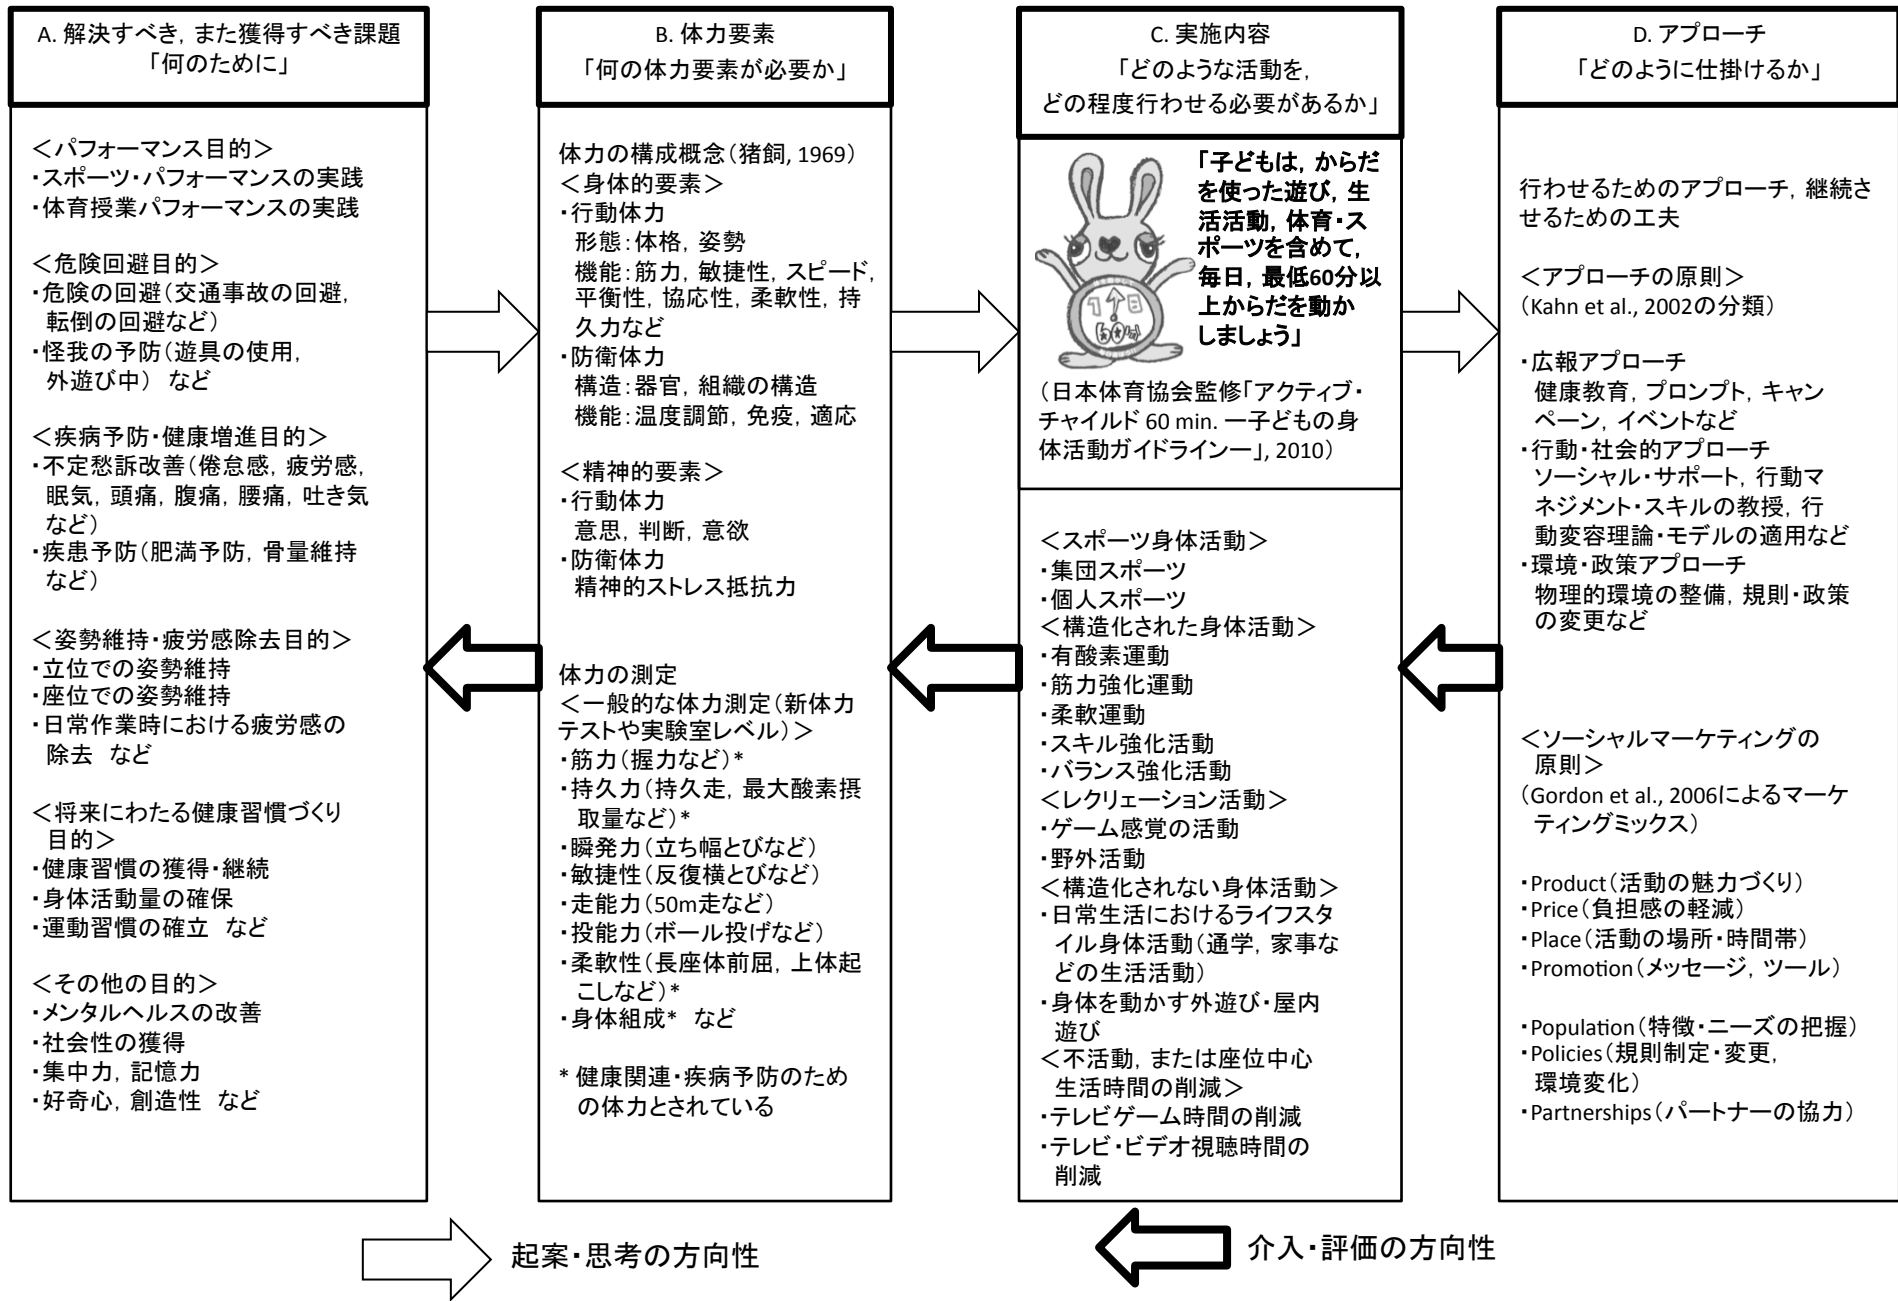 A. 解決すべき，また獲得すべき課題
「何のために」
＜パフォーマンス目的＞
・スポーツ・パフォーマンスの実践
・体育授業パフォーマンスの実践
＜危険回避目的＞
・危険の回避（交通事故の回避，
転倒の回避など）
・怪我の予防（遊具の使用，
外遊び中）　など
＜疾病予防・健康増進目的＞
・不定愁訴改善（倦怠感，疲労感，
眠気，頭痛，腹痛，腰痛，吐き気
など）
・疾患予防（肥満予防，骨量維持
など）
＜姿勢維持・疲労感除去目的＞
・立位での姿勢維持
・座位での姿勢維持
・日常作業時における疲労感の
除去　など
＜将来にわたる健康習慣づくり
目的＞
・健康習慣の獲得・継続
・身体活動量の確保
・運動習慣の確立　など
＜その他の目的＞
・メンタルヘルスの改善
・社会性の獲得
・集中力，記憶力
・好奇心，創造性　など
B. 体力要素
「何の体力要素が必要か」
体力の構成概念（猪飼, 1969）
＜身体的要素＞
・行動体力
形態：体格，姿勢
機能：筋力，敏捷性，スピード，
平衡性，協応性，柔軟性，持
久力など
・防衛体力
構造：器官，組織の構造
機能：温度調節，免疫，適応
＜精神的要素＞
・行動体力
意思，判断，意欲
・防衛体力
精神的ストレス抵抗力
体力の測定
＜一般的な体力測定（新体力
テストや実験室レベル）＞
・筋力（握力など）*
・持久力（持久走，最大酸素摂
取量など）*
・瞬発力（立ち幅とびなど）
・敏捷性（反復横とびなど）
・走能力（50m走など）
・投能力（ボール投げなど）
・柔軟性（長座体前屈，上体起
こしなど）*
・身体組成*　など
* 健康関連・疾病予防のため
の体力とされている
C. 実施内容
「どのような活動を，
どの程度行わせる必要があるか」
「子どもは，からだ
を使った遊び，生
活活動，体育・ス
ポーツを含めて，
毎日，最低60分以
上からだを動か
しましょう」
1日
60分
（日本体育協会監修「アクティブ・
チャイルド 60 min. ー子どもの身
体活動ガイドラインー」, 2010）
＜スポーツ身体活動＞
・集団スポーツ
・個人スポーツ
＜構造化された身体活動＞
・有酸素運動
・筋力強化運動
・柔軟運動
・スキル強化活動
・バランス強化活動
＜レクリェーション活動＞
・ゲーム感覚の活動
・野外活動
＜構造化されない身体活動＞
・日常生活におけるライフスタ
イル身体活動（通学，家事な
どの生活活動）
・身体を動かす外遊び・屋内
遊び
＜不活動，または座位中心
生活時間の削減＞
・テレビゲーム時間の削減
・テレビ・ビデオ視聴時間の
削減
D. アプローチ
「どのように仕掛けるか」
行わせるためのアプローチ，継続さ
せるための工夫
＜アプローチの原則＞
（Kahn et al., 2002の分類）
・広報アプローチ
健康教育，プロンプト，キャン
ペーン，イベントなど
・行動・社会的アプローチ
ソーシャル・サポート，行動マ
ネジメント・スキルの教授，行
動変容理論・モデルの適用など
・環境・政策アプローチ
物理的環境の整備，規則・政策
の変更など
＜ソーシャルマーケティングの
原則＞
（Gordon et al., 2006によるマーケ
ティングミックス）
・Product（活動の魅力づくり）
・Price（負担感の軽減）
・Place（活動の場所・時間帯）
・Promotion（メッセージ，ツール）
・Population（特徴・ニーズの把握）
・Policies（規則制定・変更，
環境変化）
・Partnerships（パートナーの協力）
起案・思考の方向性
介入・評価の方向性